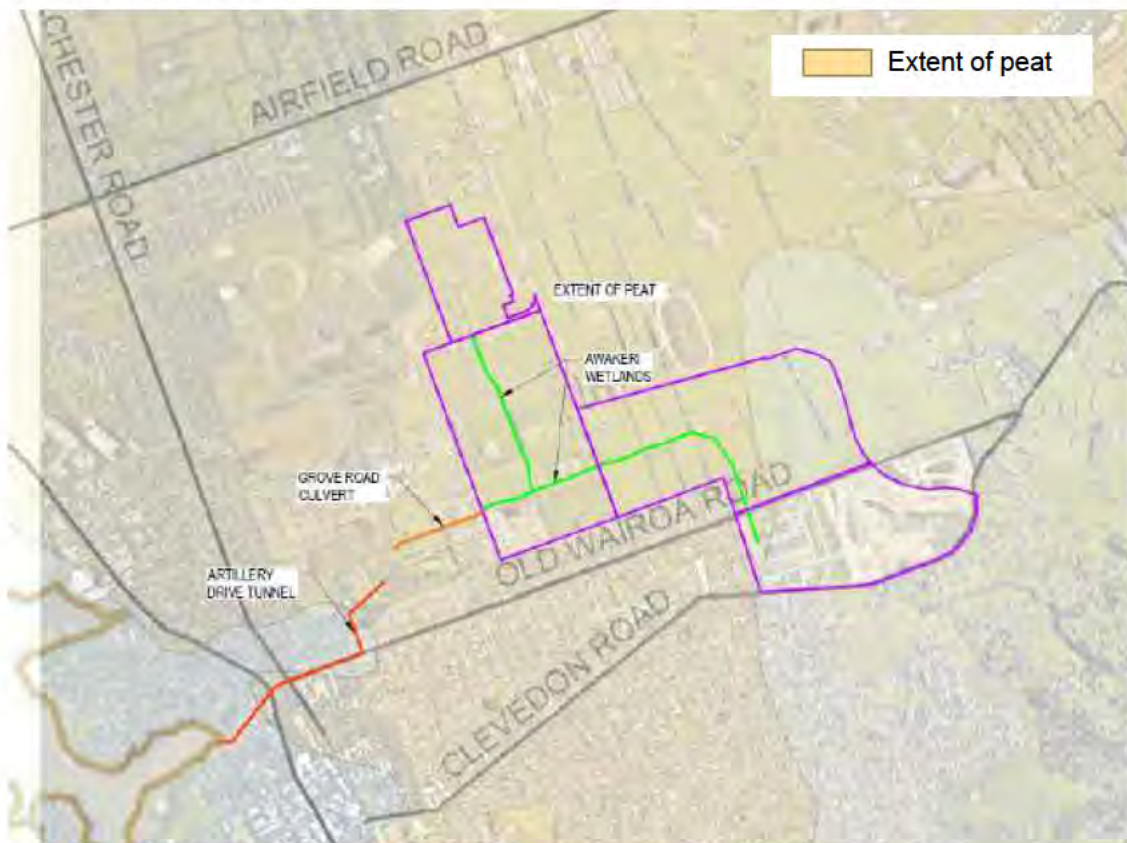 Extent of peat
CHESTER ROAD
AIRFIELD ROAD
EXTENT OF PEAT
AWAKERI
WETLANDS
GROVE ROAD
CULVERT
OLD WAIROA ROAD
ARTILLERY
DRIVE TUNNEL
CLEVEDON ROAD